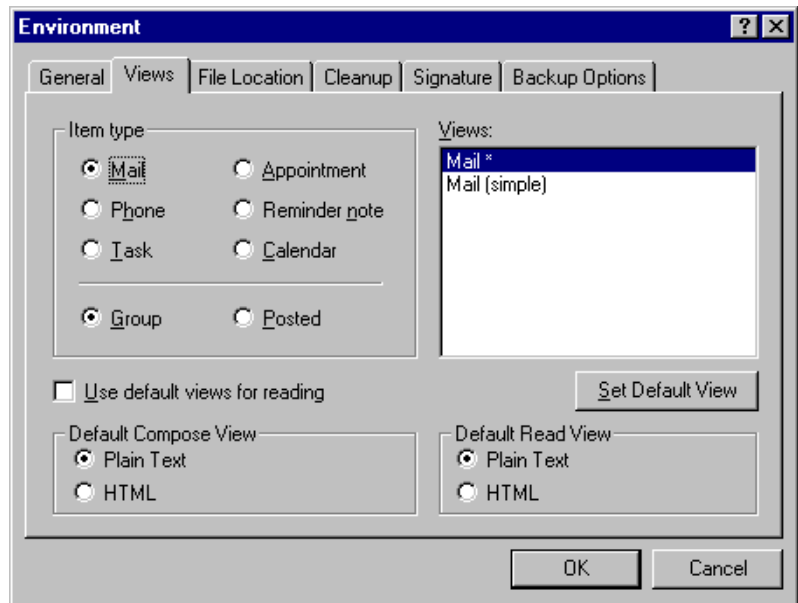 Environment
General Views File Location Cleanup Signature Backup Options
Item type
Mail Appointment
Phone Reminder note
Task Calendar
Group Posted
Views:
Mail *
Mail (simple)
Use default views for reading
Set Default View
Default Compose View
Plain Text
HTML
Default Read View
Plain Text
HTML
OK Cancel